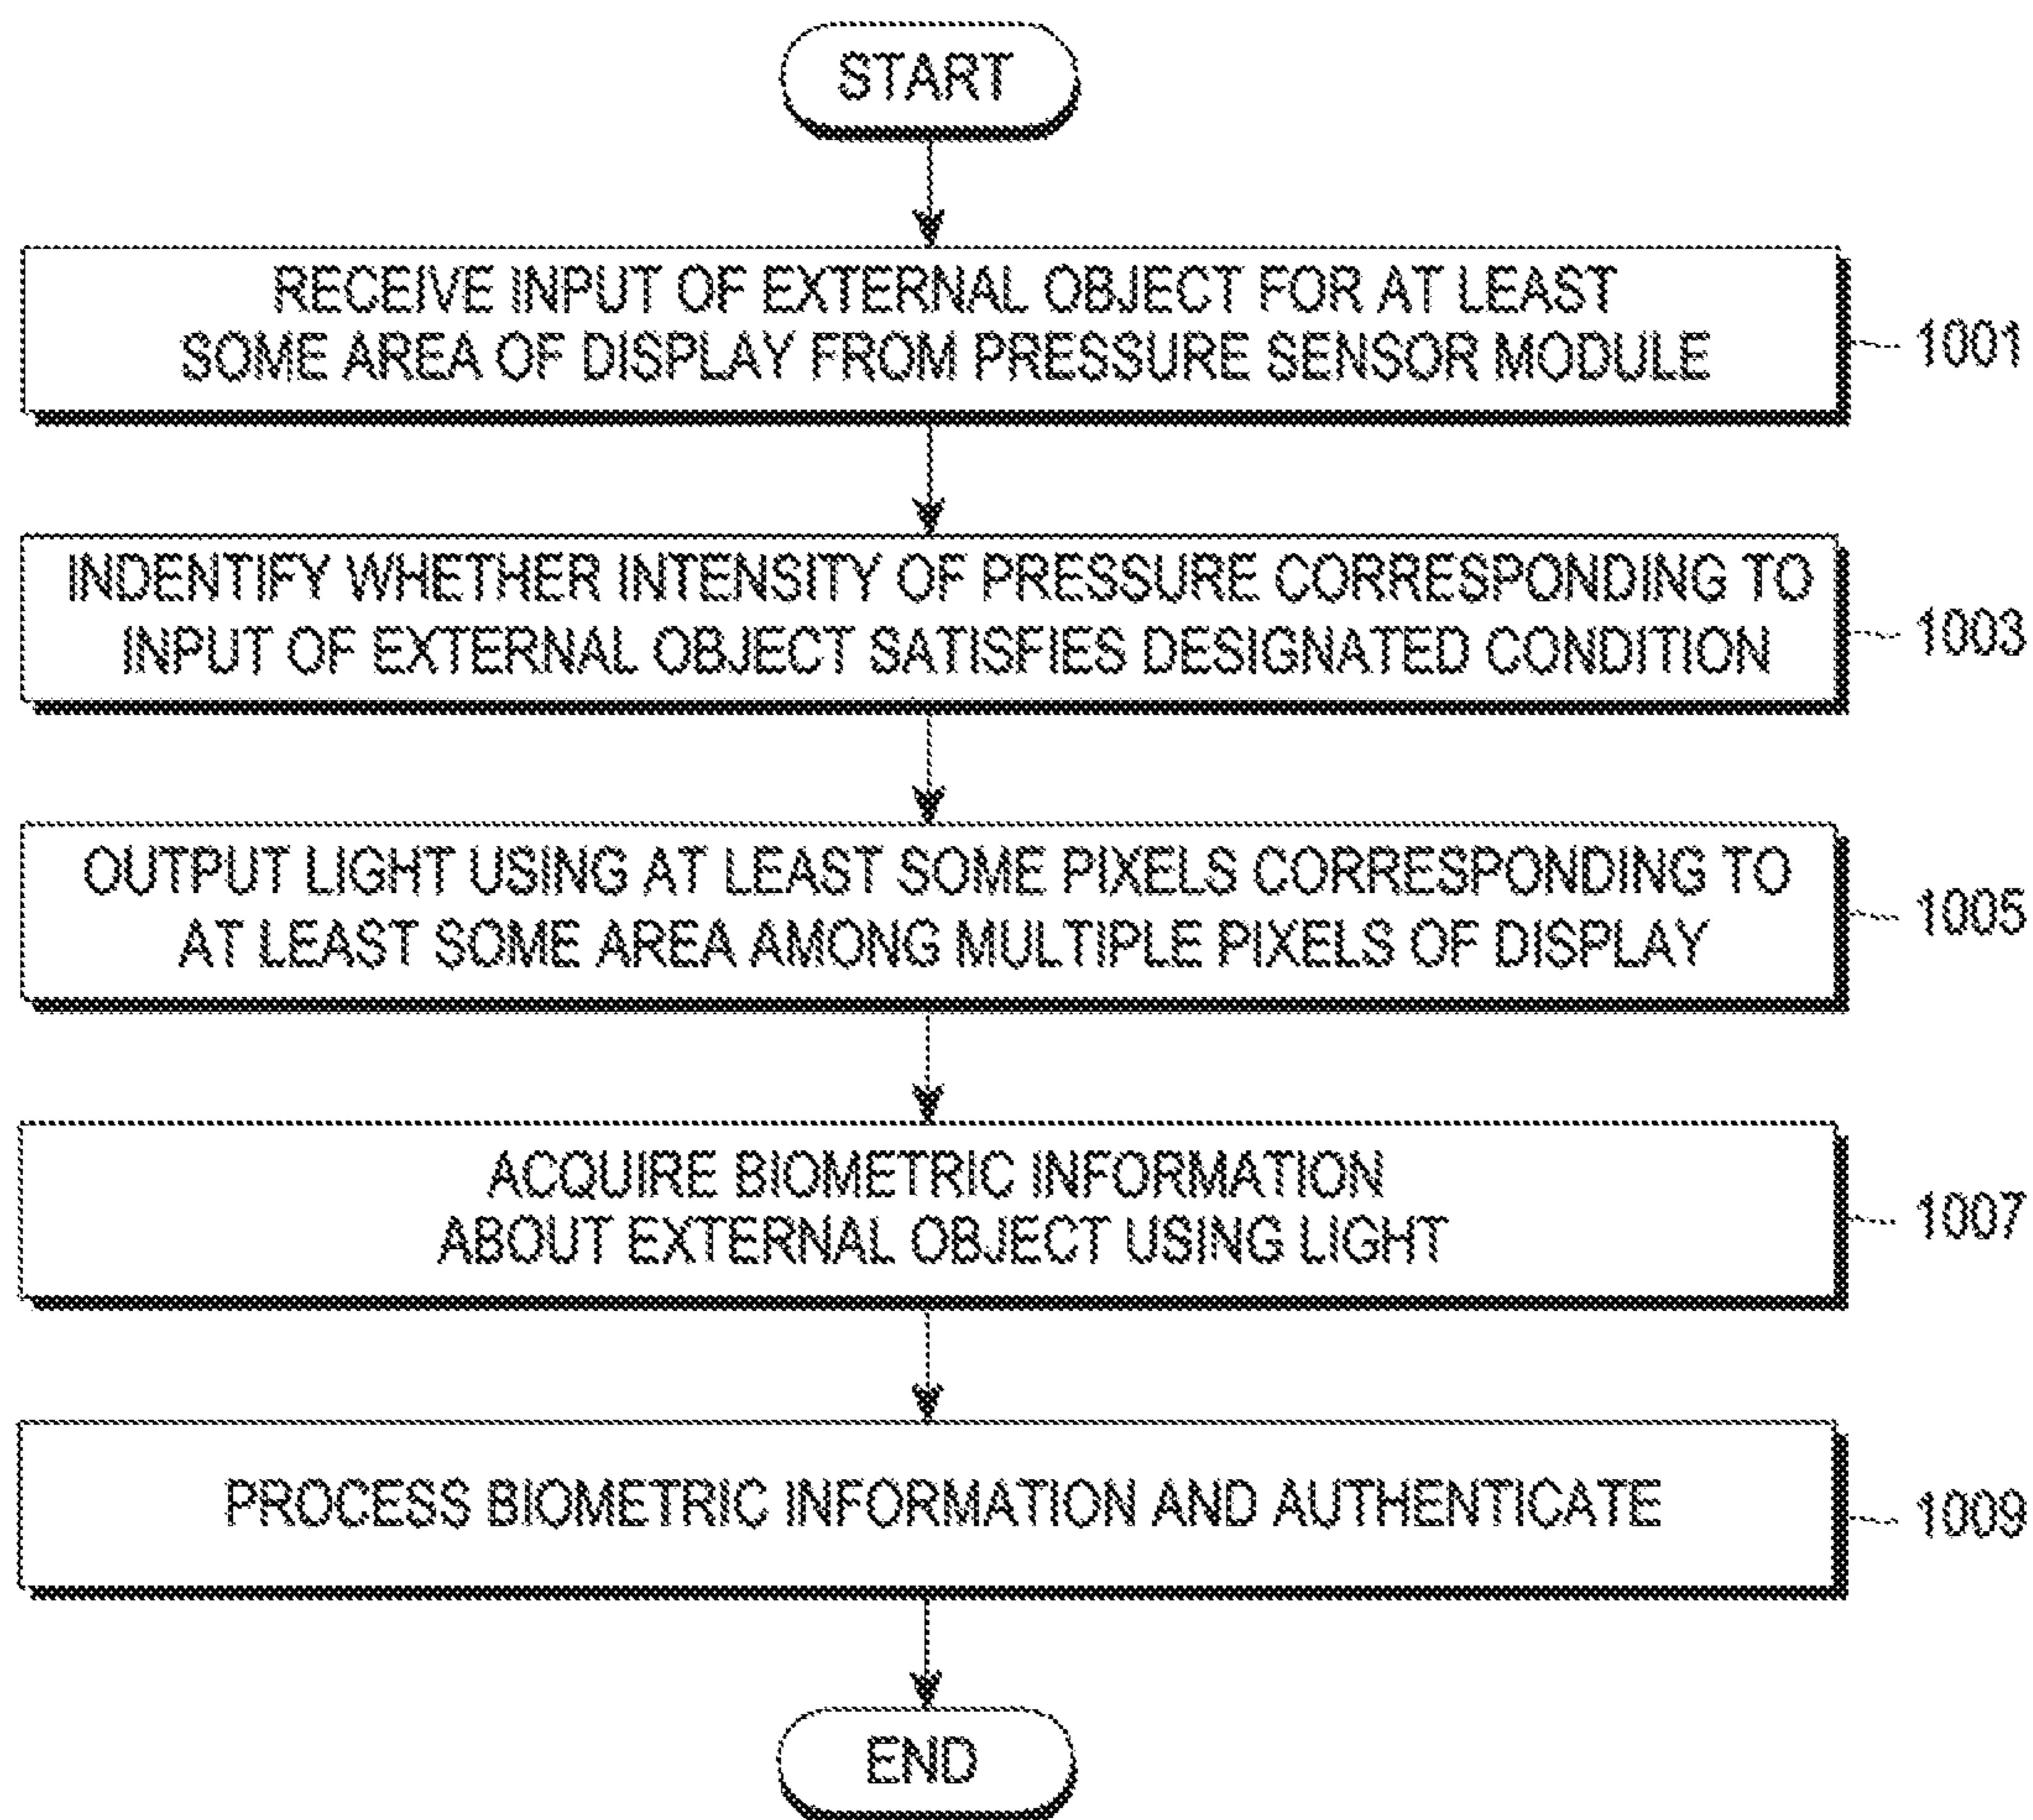 START
RECEIVE INPUT OF EXTERNAL OBJECT FOR AT LEAST
SOME AREA OF DISPLAY FROM PRESSURE SENSOR MODULE
1001
INDENTIFY WHETHER INTENSITY OF PRESSURE CORRESPONDING TO
INPUT OF EXTERNAL OBJECT SATISFIES DESIGNATED CONDITION
1003
OUTPUT LIGHT USING AT LEAST SOME PIXELS CORRESPONDING TO
AT LEAST SOME AREA AMONG MULTIPLE PIXELS OF DISPLAY
1005
ACQUIRE BIOMETRIC INFORMATION
ABOUT EXTERNAL OBJECT USING LIGHT
1007
PROCESS BIOMETRIC INFORMATION AND AUTHENTICATE
1009
END